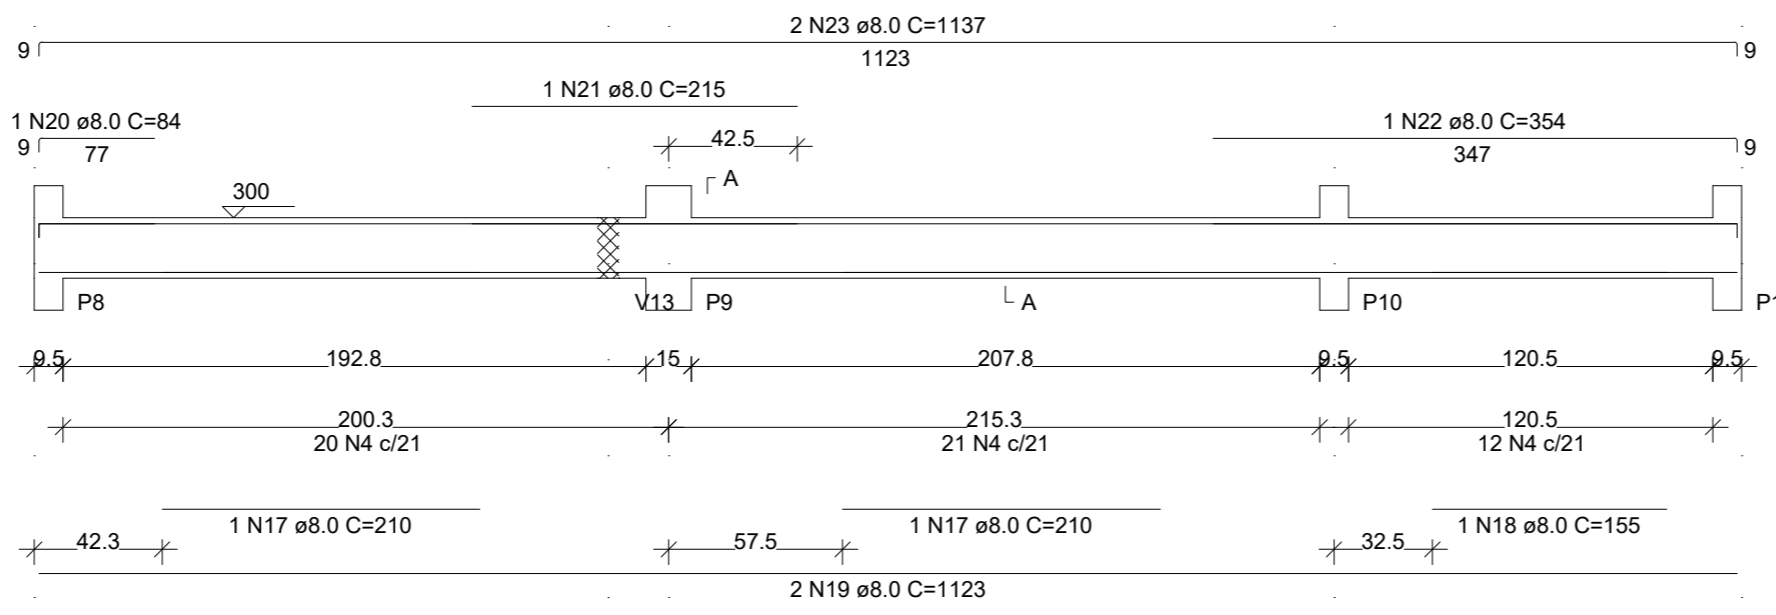 2 N23 ø8.0 C=1137
9
1123
9
1 N21 ø8.0 C=215
1 N20 ø8.0 C=84
42.5
1 N22 ø8.0 C=354
9
77
347
9
A
300
P8
V13
P9
A
P10
P1
9.5
192.8
15
207.8
9.5
120.5
9.5
200.3
215.3
120.5
20 N4 c/21
21 N4 c/21
12 N4 c/21
1 N17 ø8.0 C=210
1 N17 ø8.0 C=210
1 N18 ø8.0 C=155
42.3
57.5
32.5
2 N19 ø8.0 C=1123